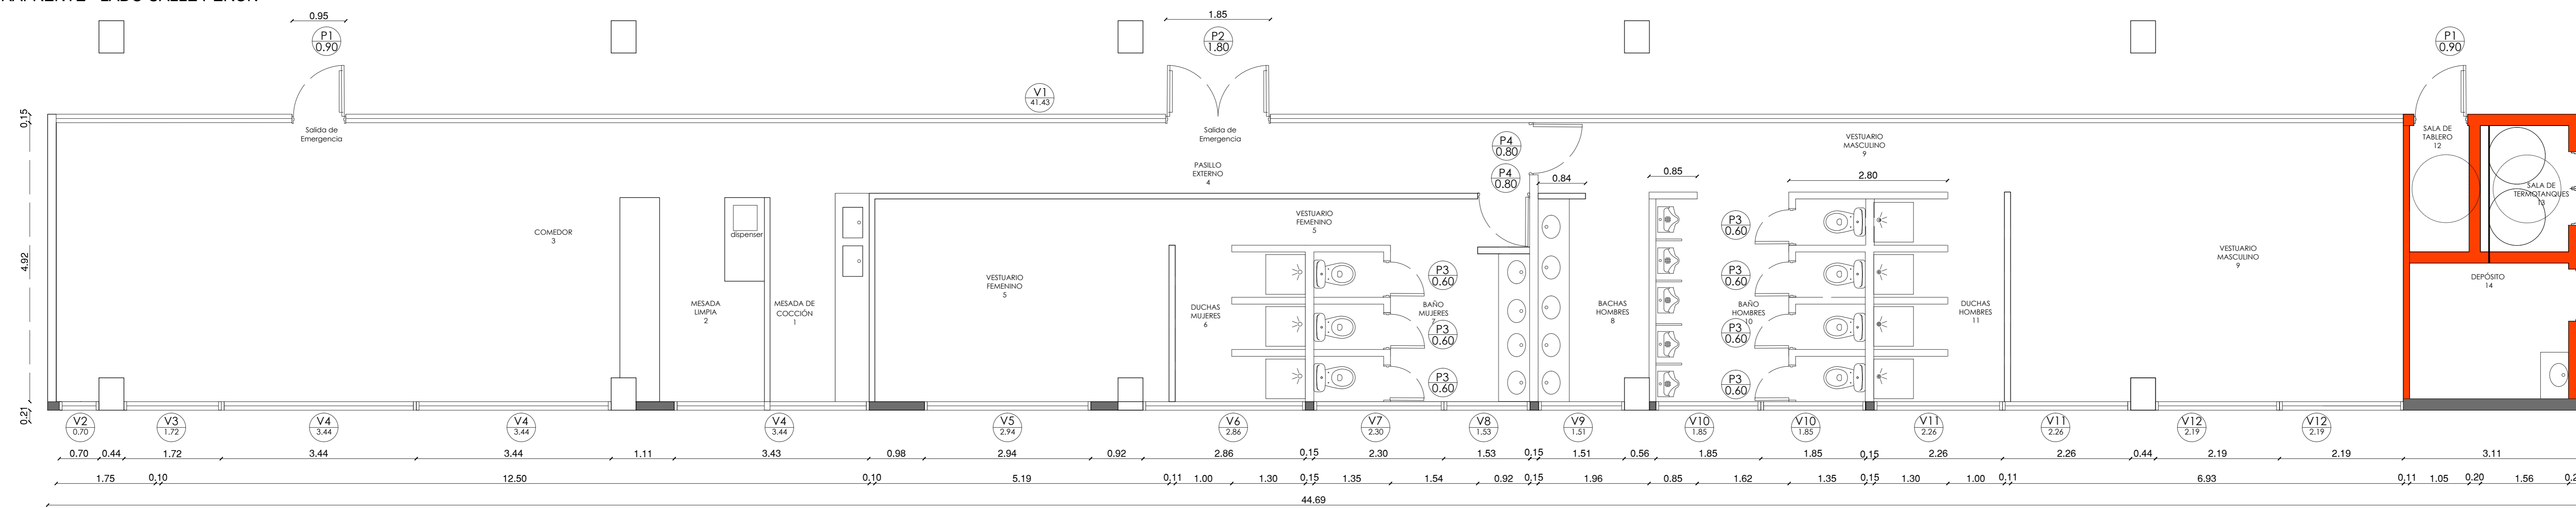 0.95
1.85
P1
0.90
P2
1.80
P1
0.90
V1
41.43
0.15
4.92
0.21
Salida de
Emergencia
Salida de
Emergencia
PASILLO
EXTERNO
4
P4
0.80
P4
0.80
0.84
0.85
VESTUARIO
MASCULINO
9
2.80
SALA DE
TABLERO
12
SALA DE
TERMOTANQUES
13
COMEDOR
3
dispenser
MESADA
LIMPIA
2
MESADA DE
COCCIÓN
1
VESTUARIO
FEMENINO
5
VESTUARIO
FEMENINO
5
DUCHAS
MUJERES
6
P3
0.60
BAÑO
MUJERES
7
P3
0.60
P3
0.60
BACHAS
HOMBRES
8
P3
0.60
P3
0.60
BAÑO
HOMBRES
10
P3
0.60
P3
0.60
DUCHAS
HOMBRES
11
VESTUARIO
MASCULINO
9
DEPÓSITO
14
V2
0.70
V3
1.72
V4
3.44
V4
3.44
V4
3.44
V5
2.94
V6
2.86
V7
2.30
V8
1.53
V9
1.51
V10
1.85
V10
1.85
V11
2.26
V11
2.26
V12
2.19
V12
2.19
0.70 0.44 1.72 3.44 3.44 1.11 3.43 0.98 2.94 0.92 2.86 0.15 2.30 1.53 0.15 1.51 0.56 1.85 1.85 0.15 2.26 2.26 0.44 2.19 2.19 3.11
1.75 0.10 12.50 0.10 5.19 0.11 1.00 1.30 0.15 1.35 1.54 0.92 0.15 1.96 0.85 1.62 1.35 0.15 1.30 1.00 0.11 6.93 0.11 1.05 0.20 1.56
44.69